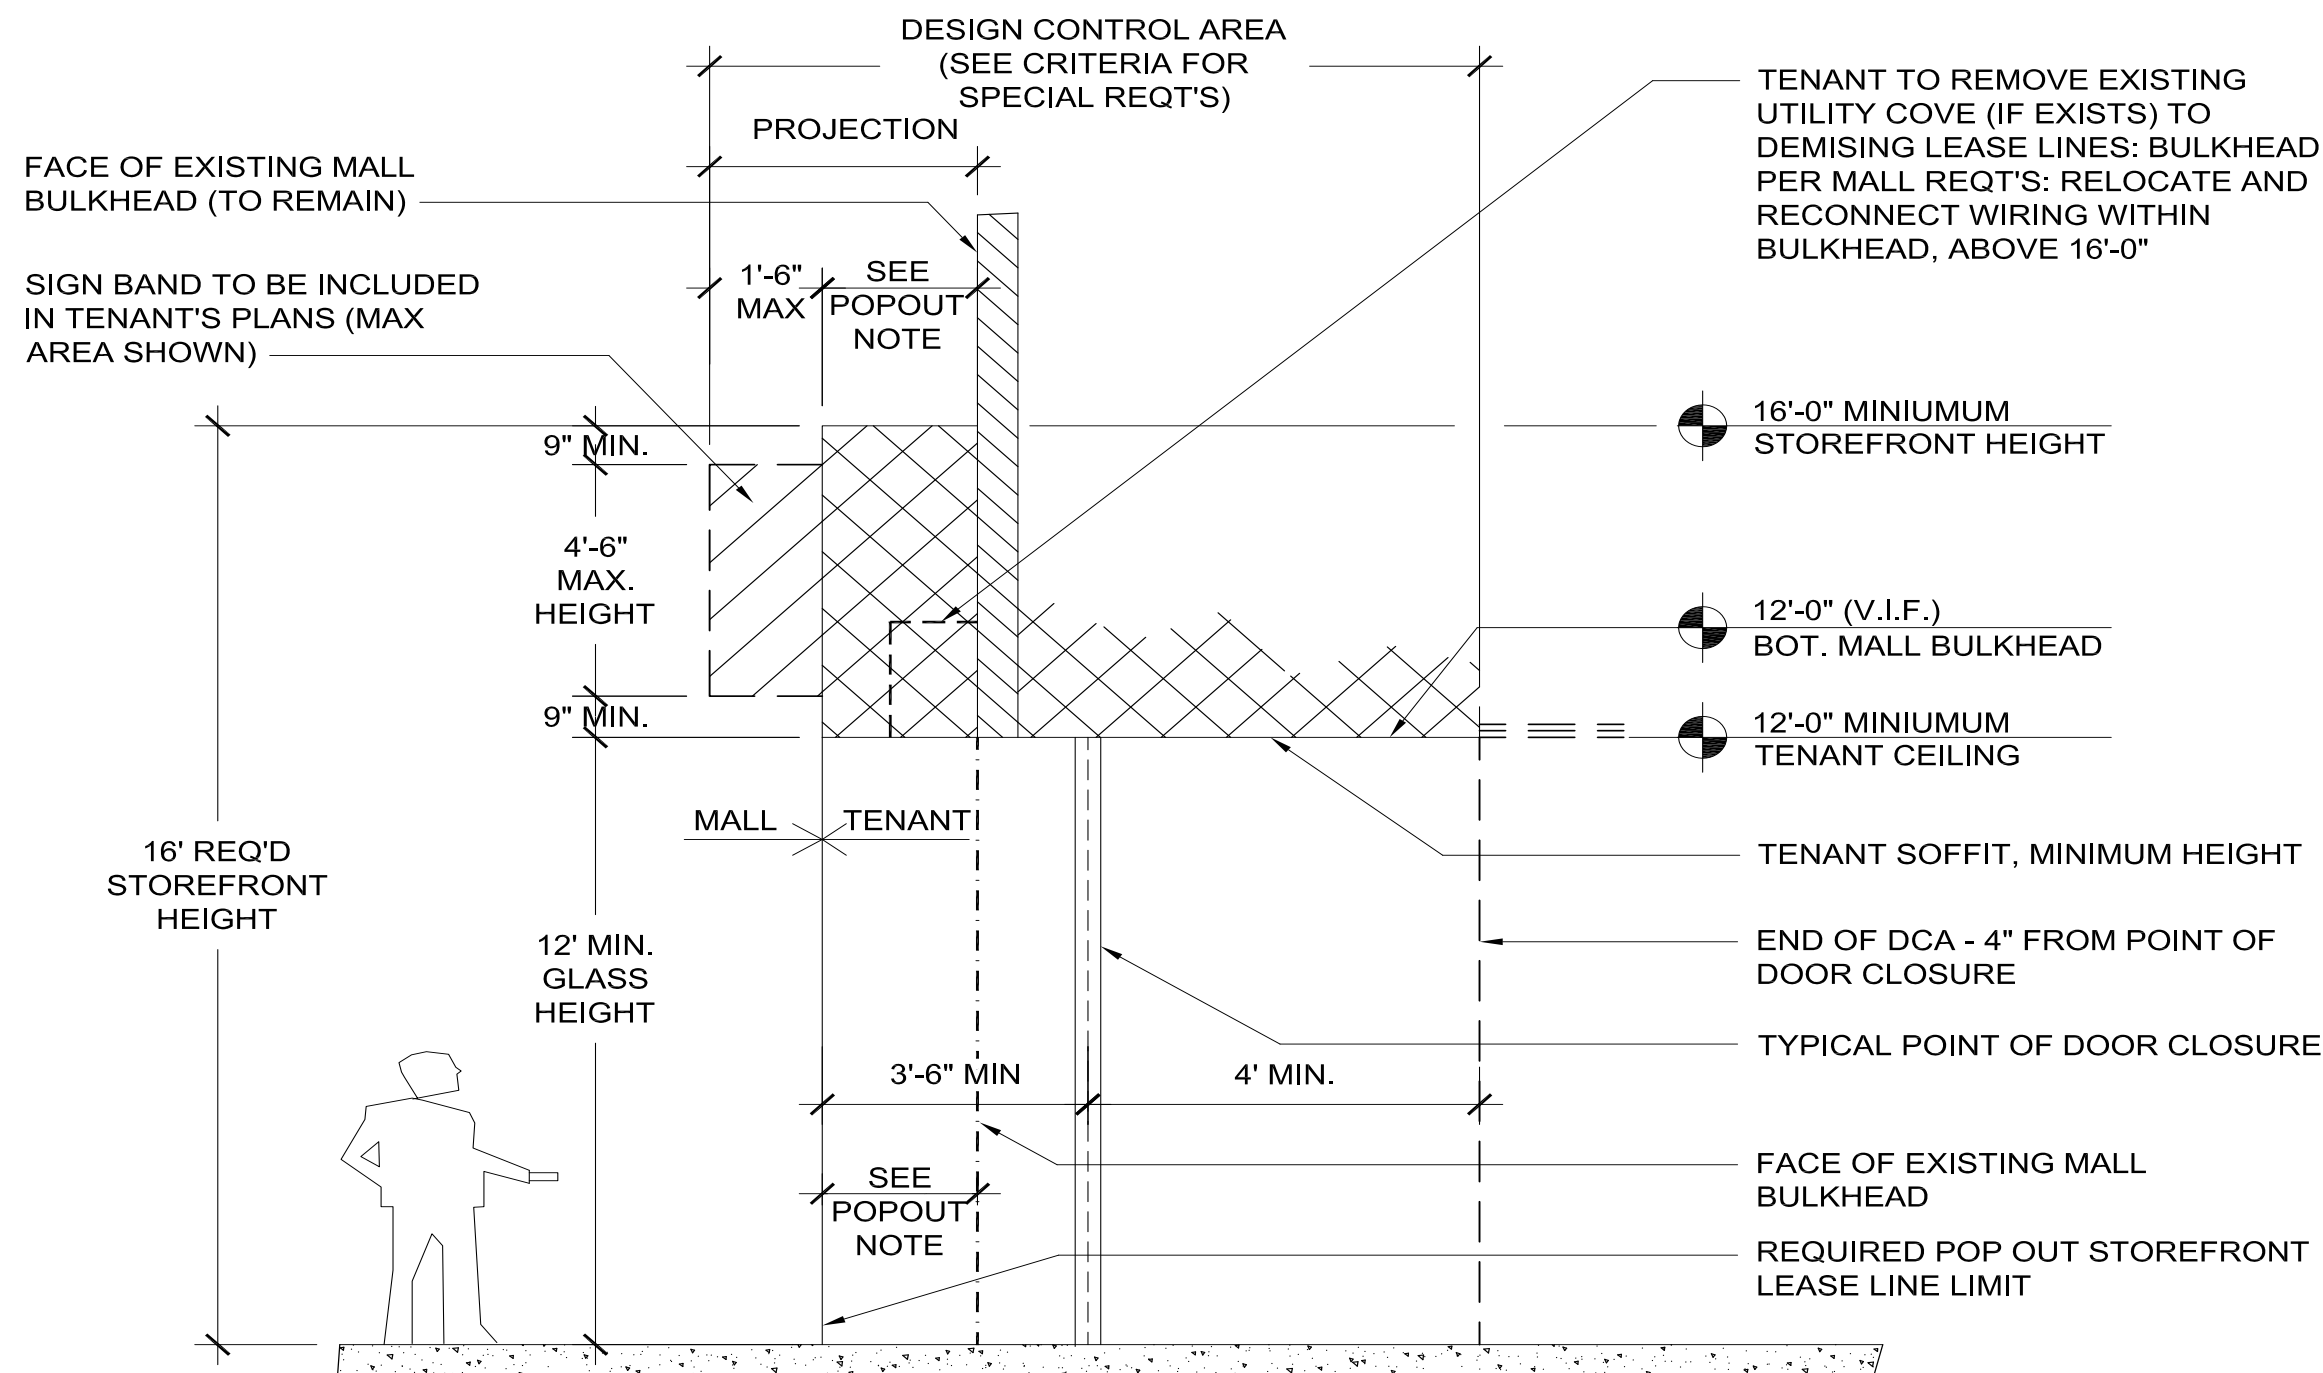 DESIGN CONTROL AREA
(SEE CRITERIA FOR
SPECIAL REQT'S)
PROJECTION
FACE OF EXISTING MALL
BULKHEAD (TO REMAIN)
SIGN BAND TO BE INCLUDED
IN TENANT'S PLANS (MAX
AREA SHOWN)
1'-6"
MAX
SEE
POPOUT
NOTE
TENANT TO REMOVE EXISTING
UTILITY COVE (IF EXISTS) TO
DEMISING LEASE LINES: BULKHEAD
PER MALL REQT'S: RELOCATE AND
RECONNECT WIRING WITHIN
BULKHEAD, ABOVE 16'-0"
9" MIN.
4'-6"
MAX.
HEIGHT
9" MIN.
16'-0" MINIUMUM
STOREFRONT HEIGHT
12'-0" (V.I.F.)
BOT. MALL BULKHEAD
12'-0" MINIUMUM
TENANT CEILING
MALL
TENANT
16' REQ'D
STOREFRONT
HEIGHT
12' MIN.
GLASS
HEIGHT
TENANT SOFFIT, MINIMUM HEIGHT
END OF DCA - 4" FROM POINT OF
DOOR CLOSURE
TYPICAL POINT OF DOOR CLOSURE
3'-6" MIN
4' MIN.
SEE
POPOUT
NOTE
FACE OF EXISTING MALL
BULKHEAD
REQUIRED POP OUT STOREFRONT
LEASE LINE LIMIT